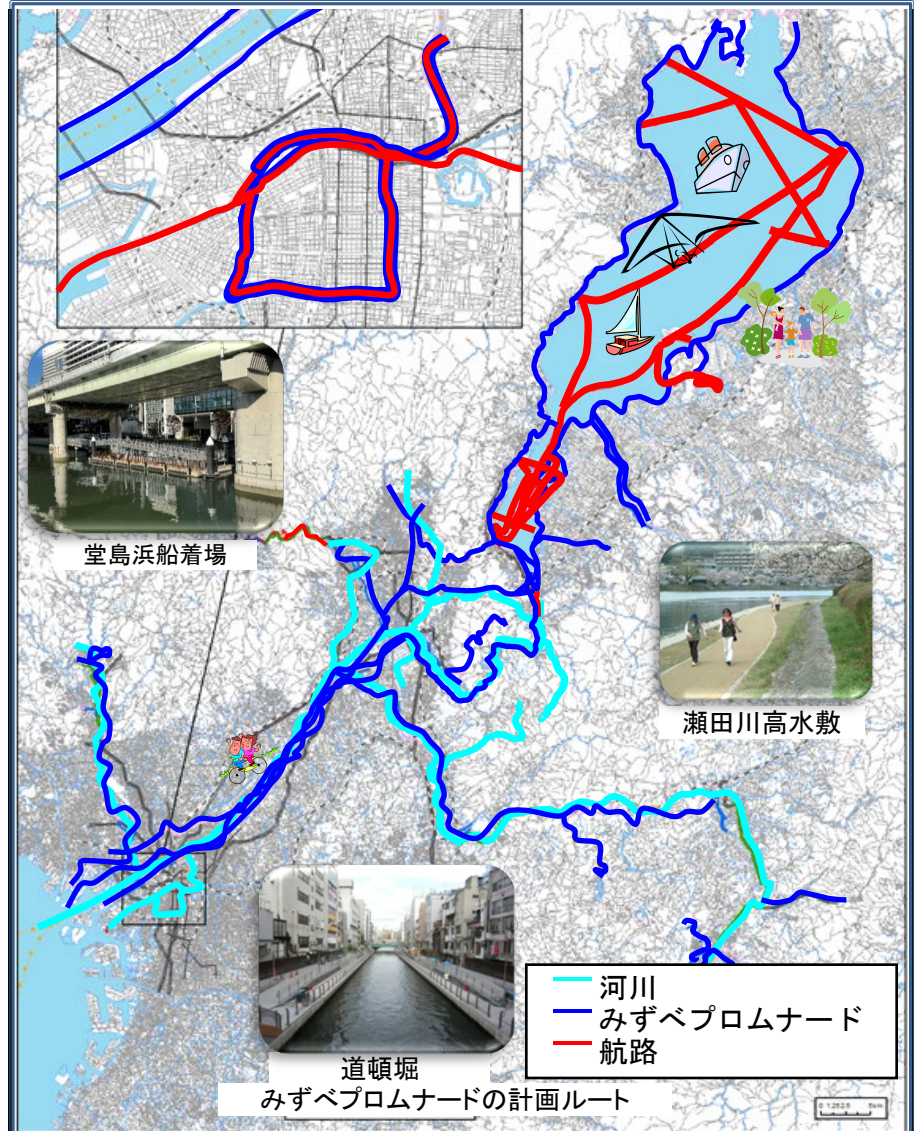 堂島浜船着場
瀬田川高水敷
河川
みずべプロムナード
航路
道頓堀
みずべプロムナードの計画ルート